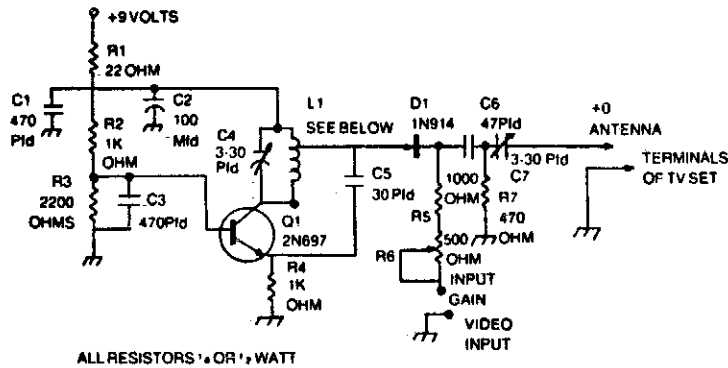 +9 VOLTS
R1
22 OHM
C1
470
Pfd
C2
100
Mfd
R2
1K
OHM
R3
2200
OHMS
C3
470Pfd
C4
3-30
Pfd
L1
SEE BELOW
Q1
2N697
R4
1K
OHM
C5
30 Pfd
D1
1N914
C6
47Pfd
3-30 Pfd
C7
1000
OHM
R5
R7
470
OHM
500
OHM
R6
INPUT
GAIN
VIDEO
INPUT
+0
ANTENNA
TERMINALS
OF TV SET
ALL RESISTORS OR WATT